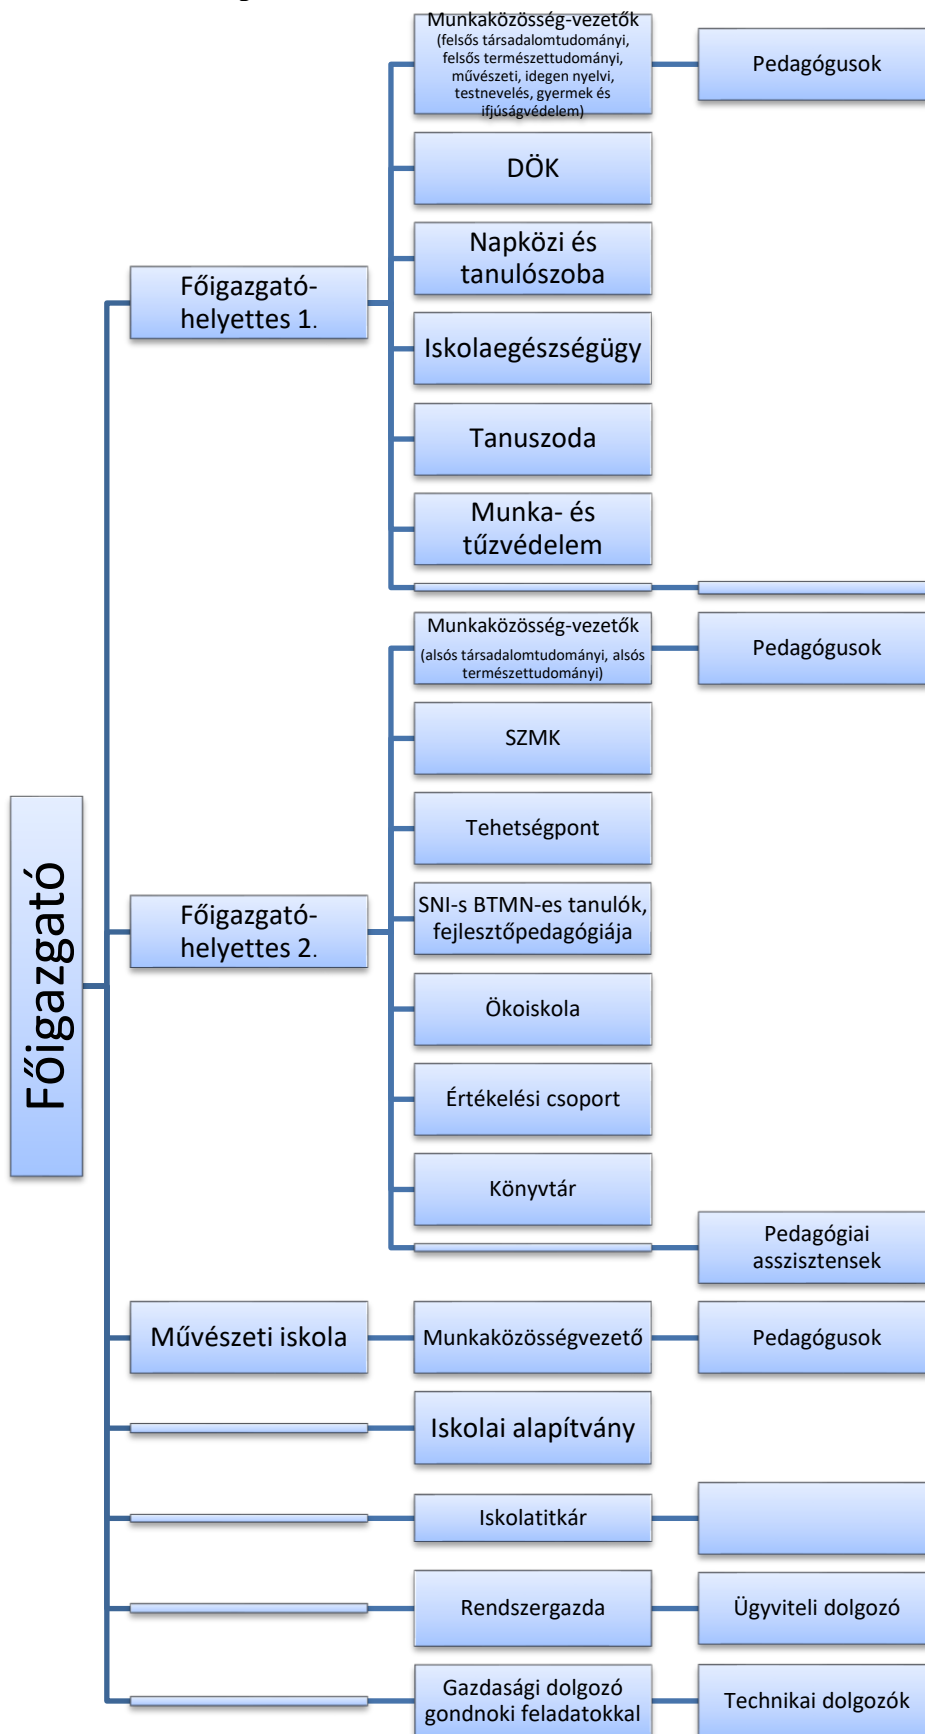 Munkaközösség-vezetők
(felsős társadalomtudományi,
felsős természettudományi,
művészeti, idegen nyelvi,
testnevelés, gyermek és
ifjúságvédelem)
Pedagógusok
DÖK
Napközi és
tanulószoba
Főigazgató-
helyettes 1.
Iskolaegészségügy
Tanuszoda
Munka- és
tűzvédelem
Munkaközösség-vezetők
(alsós társadalomtudományi, alsós
természettudományi)
Pedagógusok
SZMK
Tehetségpont
Főigazgató
Főigazgató-
helyettes 2.
SNI-s BTMN-es tanulók,
fejlesztőpedagógiája
Ökoiskola
Értékelési csoport
Könyvtár
Pedagógiai
asszisztensek
Művészeti iskola
Munkaközösségvezető
Pedagógusok
Iskolai alapítvány
Iskolatitkár
Rendszergazda
Ügyviteli dolgozó
Gazdasági dolgozó
gondnoki feladatokkal
Technikai dolgozók